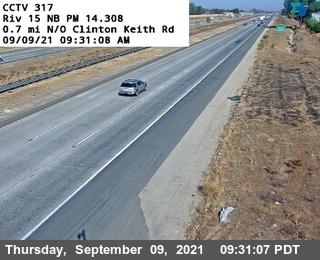 CCTV 317
Riv 15 NB PM 14.308
0.7 mi N/O Clinton Keith Rd
09/09/21 09:31:08 AM
Thursday, September 09, 2021 09:31:07 PDT